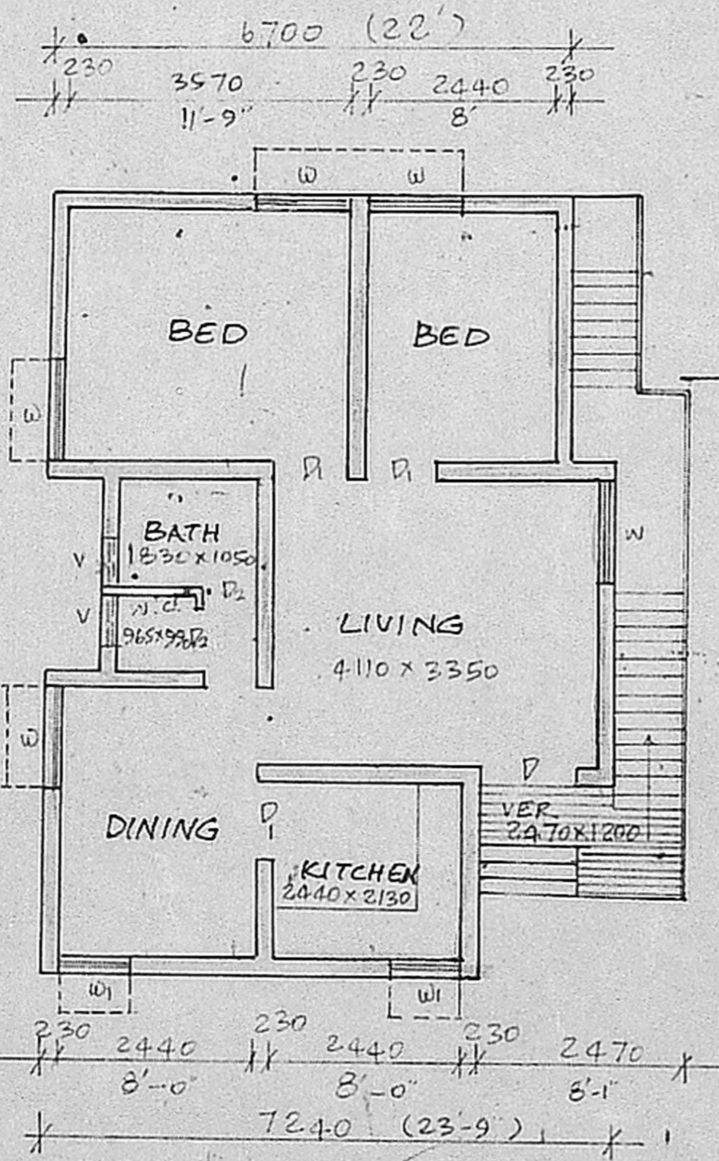 6700 (22')
230 3570 230 2440 230
11'-9" 8'
W W
BED BED
W
D1 D1
BATH
1830 x 1050
W
V
D2
V
W.C.
LIVING
4110 x 3350
W
D
VER
2470 x 1200
DINING
D1
KITCHEN
2440 x 2130
W1 W1
230 2440 230 2440 230 2470
8'-0" 8'-0" 8'-1"
7240 (23'-9")